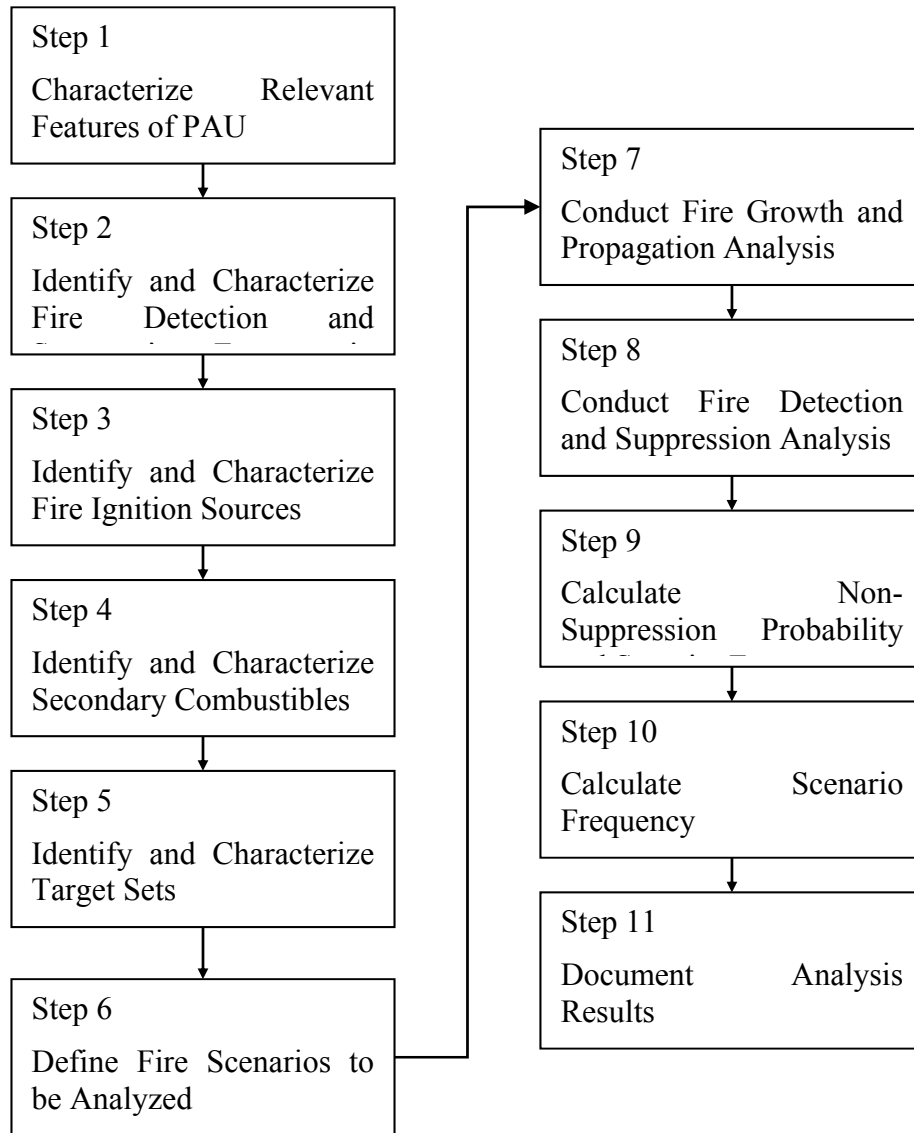 Step 1
Characterize Relevant
Features of PAU
Step 2
Identify and Characterize
Fire Detection and
Step 3
Identify and Characterize
Fire Ignition Sources
Step 4
Identify and Characterize
Secondary Combustibles
Step 5
Identify and Characterize
Target Sets
Step 6
Define Fire Scenarios to
be Analyzed
Step 7
Conduct Fire Growth and
Propagation Analysis
Step 8
Conduct Fire Detection
and Suppression Analysis
Step 9
Calculate Non-
Suppression Probability
Step 10
Calculate Scenario
Frequency
Step 11
Document Analysis
Results